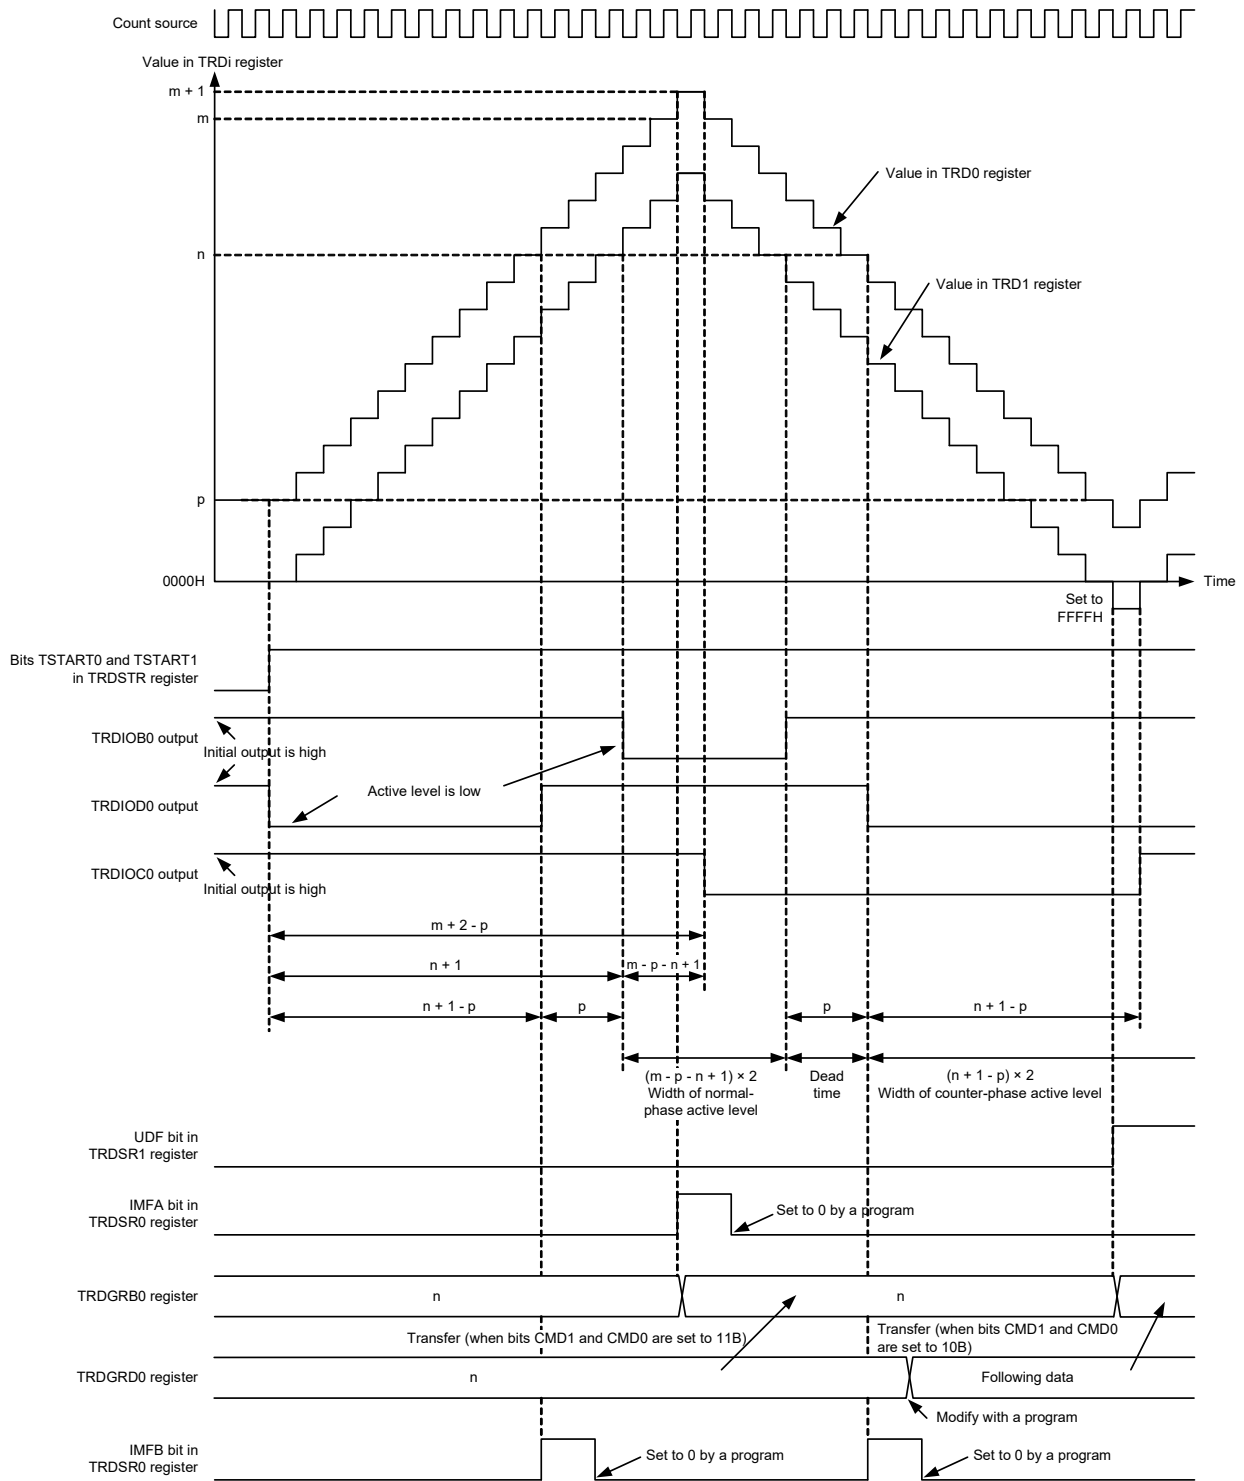 Count source
Value in TRDi register
m + 1
m
Value in TRD0 register
n
Value in TRD1 register
p
0000H
Time
Set to
FFFFH
Bits TSTART0 and TSTART1
in TRDSTR register
TRDIOB0 output
Initial output is high
Active level is low
TRDIOD0 output
TRDIOC0 output
Initial output is high
m + 2 - p
n + 1
m - p - n + 1
n + 1 - p
p
p
n + 1 - p
(m - p - n + 1) × 2
Width of normal-
phase active level
Dead
time
(n + 1 - p) × 2
Width of counter-phase active level
UDF bit in
TRDSR1 register
IMFA bit in
TRDSR0 register
Set to 0 by a program
TRDGRB0 register
n
n
Transfer (when bits CMD1 and CMD0 are set to 11B)
Transfer (when bits CMD1 and CMD0
are set to 10B)
TRDGRD0 register
n
Following data
Modify with a program
IMFB bit in
TRDSR0 register
Set to 0 by a program
Set to 0 by a program